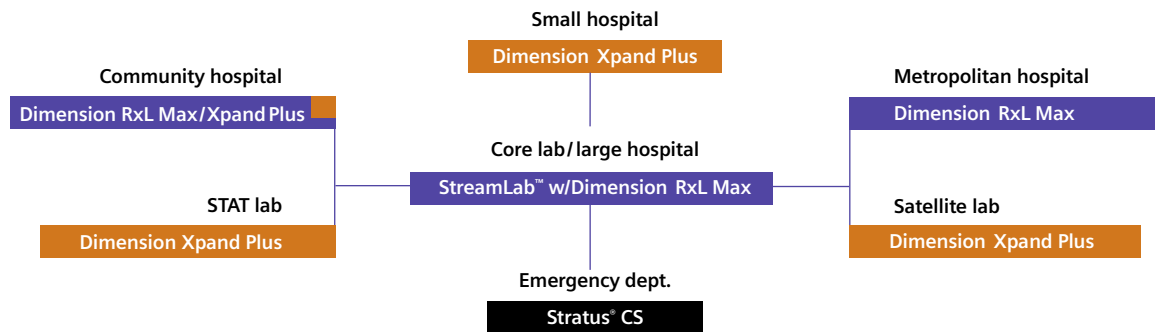 Small hospital
Dimension Xpand Plus
Community hospital
Dimension RxL Max/Xpand Plus
Metropolitan hospital
Dimension RxL Max
Core lab/large hospital
StreamLab™ w/Dimension RxL Max
STAT lab
Dimension Xpand Plus
Satellite lab
Dimension Xpand Plus
Emergency dept.
Stratus® CS